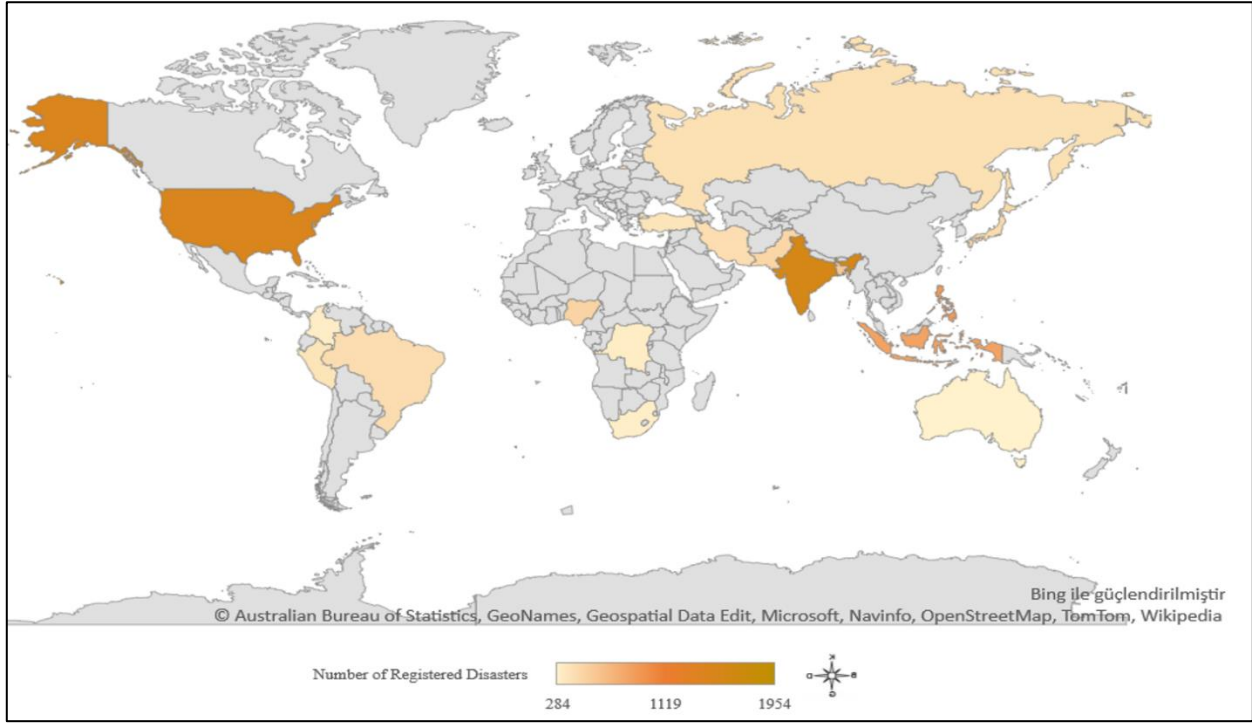 Bing ile güçlendirilmiştir
© Australian Bureau of Statistics, GeoNames, Geospatial Data Edit, Microsoft, Navinfo, OpenStreetMap, TomTom, Wikipedia
Number of Registered Disasters
284 1119 1954